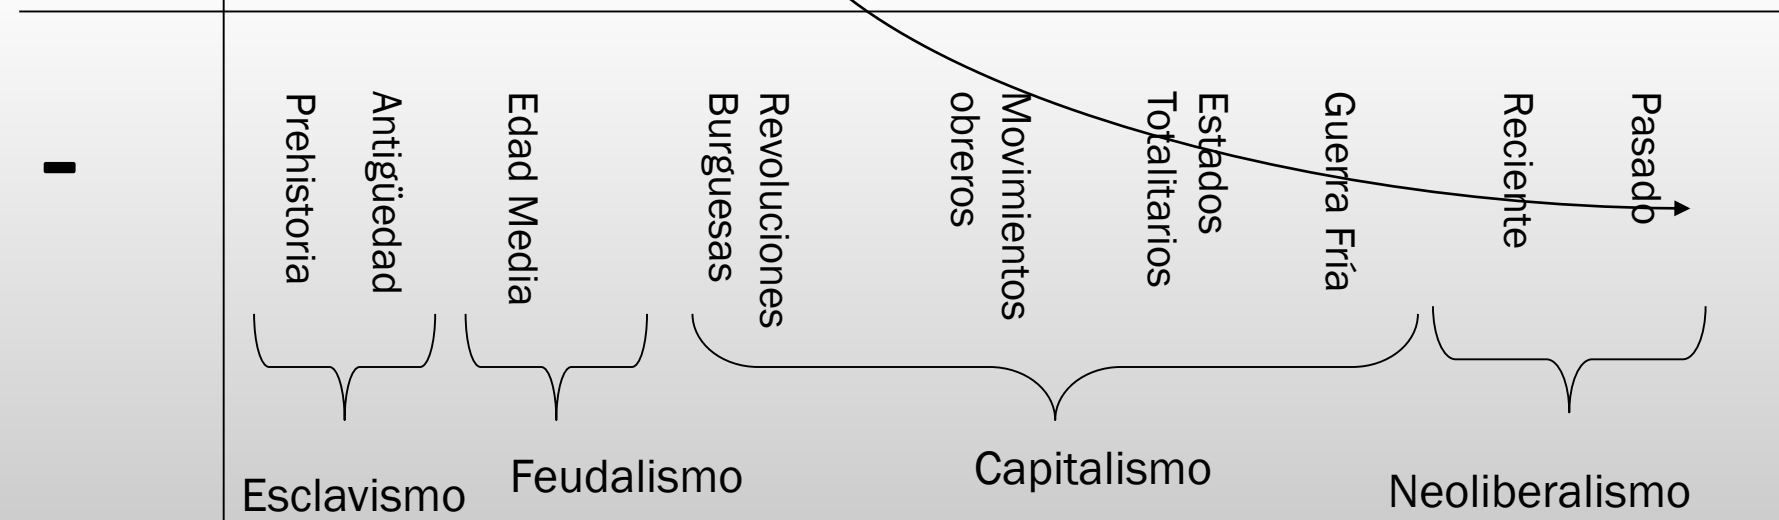 -
Prehistoria
Antigüedad
Edad Media
Revoluciones
Burguesas
Movimientos
obreros
Estados
Totalitarios
Guerra Fría
Pasado
Reciente
Esclavismo
Feudalismo
Capitalismo
Neoliberalismo